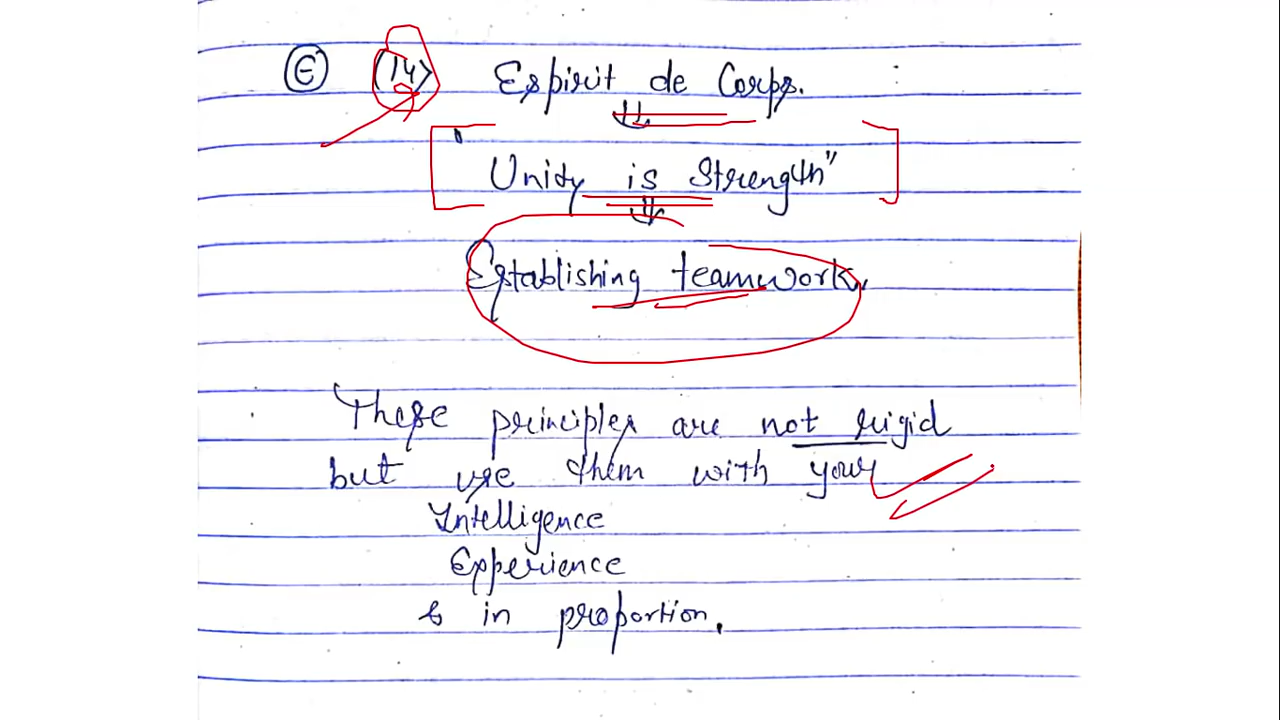 Ⓔ (14) Espirit de Corps. :
"Unity is Strength"
Establishing teamwork.
These principles are not rigid
but use them with your
Intelligence
Experience
& in proportion.